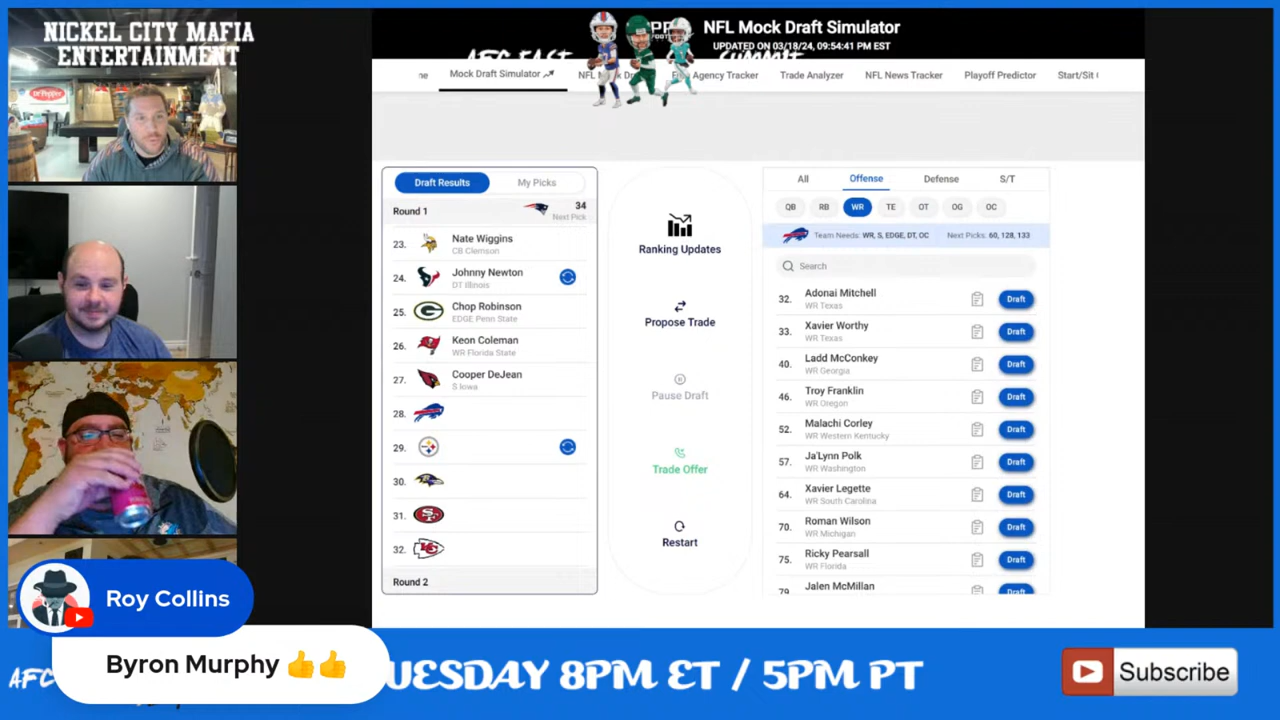 NICKEL CITY MAFIA
ENTERTAINMENT
Dr Pepper
NFL Mock Draft Simulator
UPDATED ON 03/18/24, 09:54:41 PM EST
AFC EAST
SUMMIT
Mock Draft Simulator
Agency Tracker
Trade Analyzer
NFL News Tracker
Playoff Predictor
Start/Sit
Draft Results
My Picks
Round 1
34
Next Pick
23.
Nate Wiggins
CB Clemson
24.
Johnny Newton
DT Illinois
25.
Chop Robinson
EDGE Penn State
26.
Keon Coleman
WR Florida State
27.
Cooper DeJean
S Iowa
28.
29.
30.
31.
32.
Round 2
Ranking Updates
Propose Trade
Pause Draft
Trade Offer
Restart
All
Offense
Defense
S/T
QB
RB
WR
TE
OT
OG
OC
Team Needs: WR, S, EDGE, DT, OC
Next Picks: 60, 128, 133
Search
32.
Adonai Mitchell
WR Texas
Draft
33.
Xavier Worthy
WR Texas
Draft
40.
Ladd McConkey
WR Georgia
Draft
46.
Troy Franklin
WR Oregon
Draft
52.
Malachi Corley
WR Western Kentucky
Draft
57.
Ja'Lynn Polk
WR Washington
Draft
64.
Xavier Legette
WR South Carolina
Draft
70.
Roman Wilson
WR Michigan
Draft
75.
Ricky Pearsall
WR Florida
Draft
79.
Jalen McMillan
Draft
Roy Collins
Byron Murphy 👍👍
AFC
UESDAY 8PM ET / 5PM PT
Subscribe